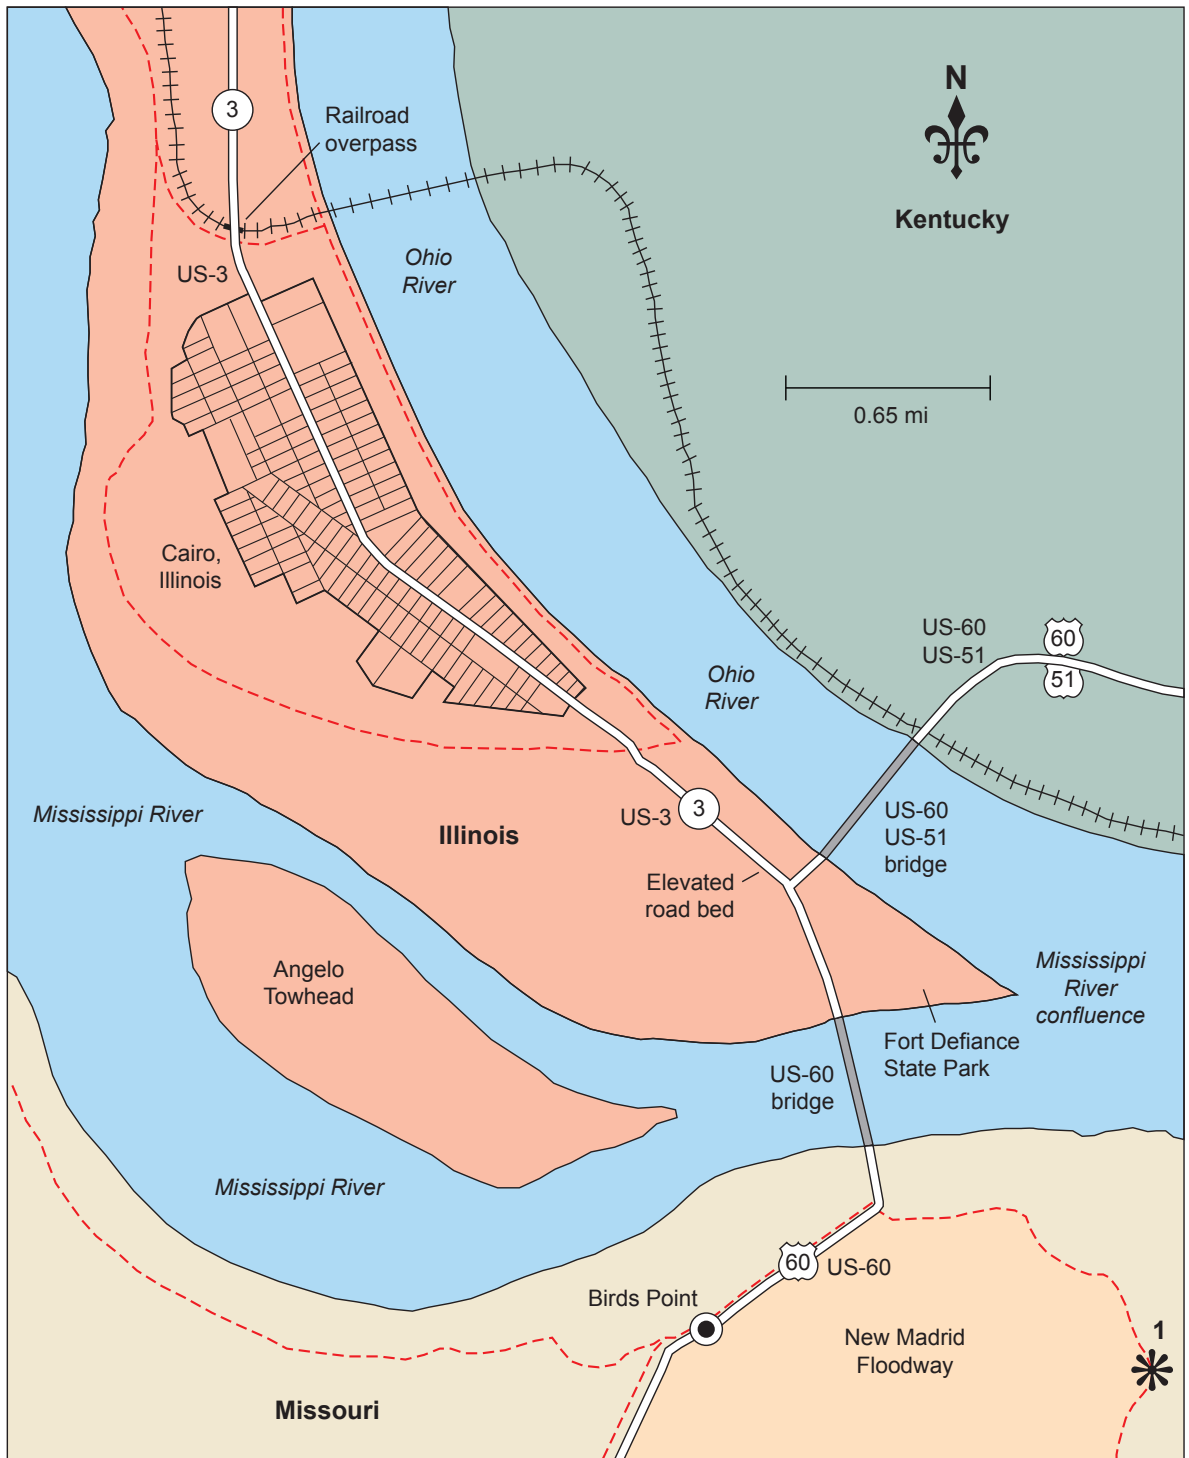 3
Railroad
overpass
N
Kentucky
US-3
Ohio
River
0.65 mi
Cairo,
Illinois
US-60
US-51
60
51
Ohio
River
Mississippi River
Illinois
US-3
3
US-60
US-51
bridge
Elevated
road bed
Angelo
Towhead
Mississippi
River
confluence
Fort Defiance
State Park
US-60
bridge
Mississippi River
60
US-60
Birds Point
New Madrid
Floodway
1
Missouri